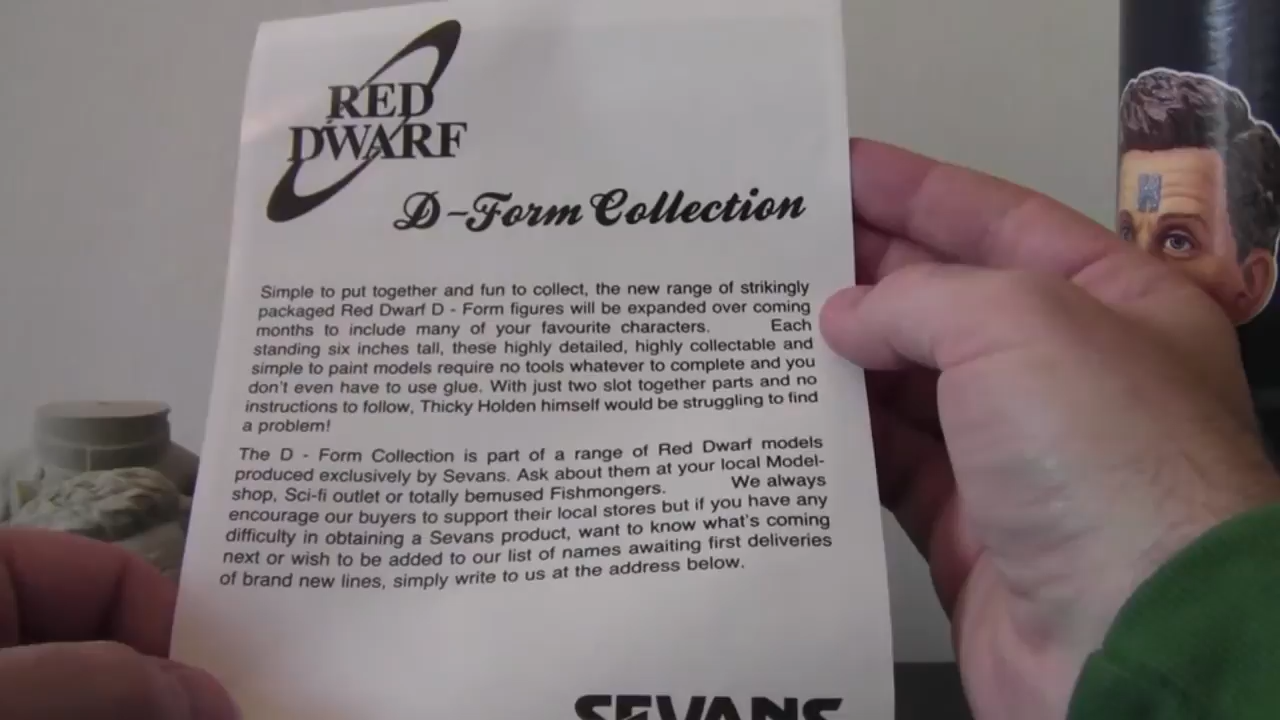 RED
DWARF
D-Form Collection
Simple to put together and fun to collect, the new range of strikingly
packaged Red Dwarf D - Form figures will be expanded over coming
months to include many of your favourite characters. Each
standing six inches tall, these highly detailed, highly collectable and
simple to paint models require no tools whatever to complete and you
don't even have to use glue. With just two slot together parts and no
instructions to follow, Thicky Holden himself would be struggling to find
a problem!
The D - Form Collection is part of a range of Red Dwarf models
produced exclusively by Sevans. Ask about them at your local Model-
shop, Sci-fi outlet or totally bemused Fishmongers. We always
encourage our buyers to support their local stores but if you have any
difficulty in obtaining a Sevans product, want to know what's coming
next or wish to be added to our list of names awaiting first deliveries
of brand new lines, simply write to us at the address below.
SEVANS
H